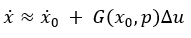 ẋ ≈ ẋ₀ + G(x₀, p)Δu